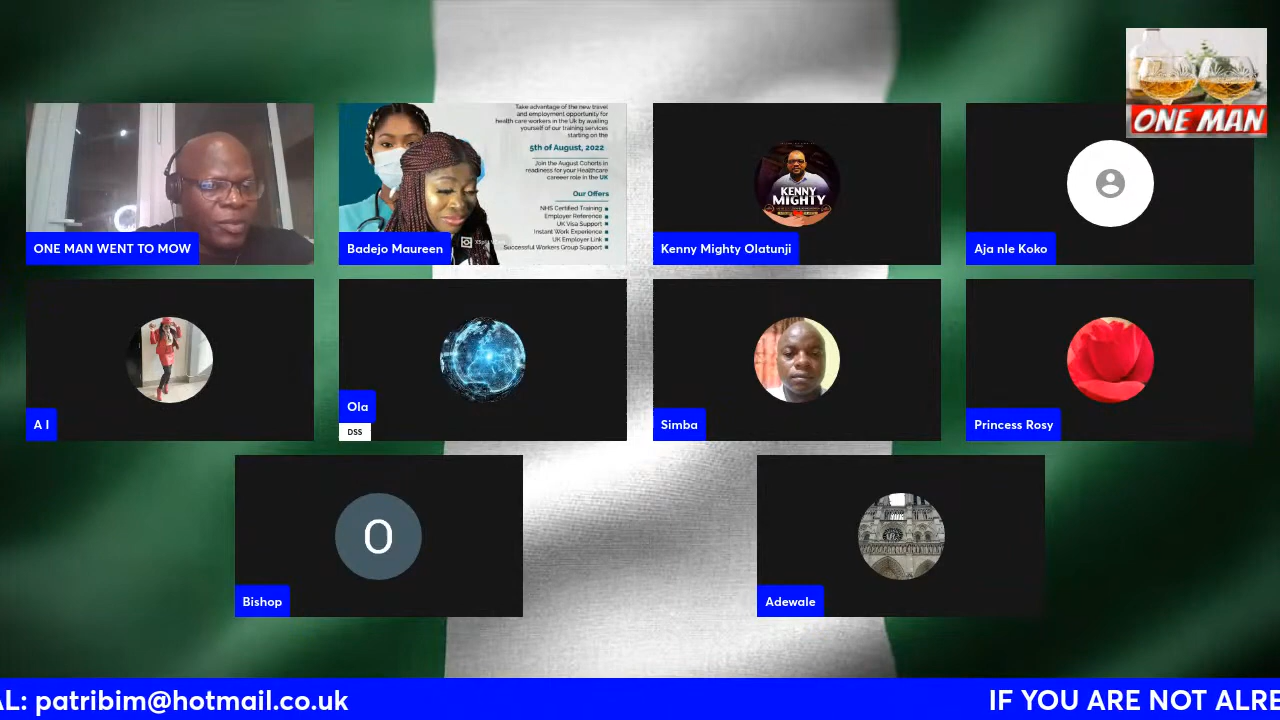 ONE MAN
ONE MAN WENT TO MOW
Take advantage of the new travel
and employment opportunity for
health care workers in the Uk by availing
yourself of our training services
starting on the
5th of August, 2022
Join the August Cohorts in
readiness for your Healthcare
careeer role in the UK
Our Offers
NHS Certified Training
Employer Reference
UK Visa Support
Instant Work Experience
UK Employer Link
Successful Workers Group Support
Badejo Maureen
KENNY
MIGHTY
Kenny Mighty Olatunji
Aja nle Koko
A I
Ola
DSS
Simba
Princess Rosy
O
Bishop
Adewale
AL: patribim@hotmail.co.uk
IF YOU ARE NOT ALRE